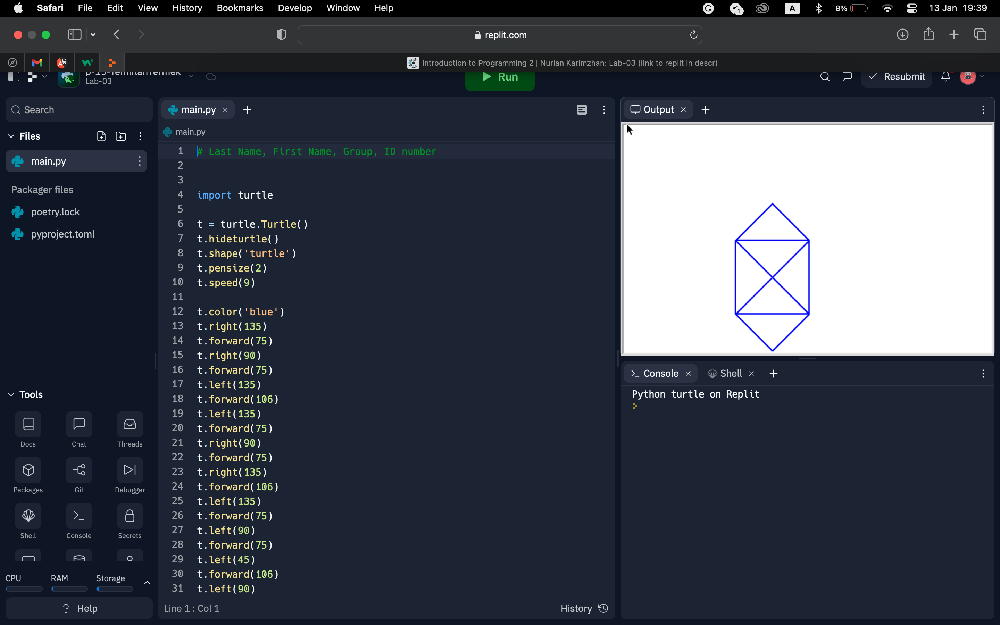 Safari File Edit View History Bookmarks Develop Window Help
1 A 8% 13 Jan 19:39
replit.com
Introduction to Programming 2 | Nurlan Karimzhan: Lab-03 (link to replit in descr)
Lab-03
Run
Resubmit
Search
Files
main.py
Packager files
poetry.lock
pyproject.toml
Tools
Docs Chat Threads
Packages Git Debugger
Shell Console Secrets
CPU RAM Storage
? Help
main.py
main.py
1 # Last Name, First Name, Group, ID number
2
3
4 import turtle
5
6 t = turtle.Turtle()
7 t.hideturtle()
8 t.shape('turtle')
9 t.pensize(2)
10 t.speed(9)
11
12 t.color('blue')
13 t.right(135)
14 t.forward(75)
15 t.right(90)
16 t.forward(75)
17 t.left(135)
18 t.forward(106)
19 t.left(135)
20 t.forward(75)
21 t.right(90)
22 t.forward(75)
23 t.right(135)
24 t.forward(106)
25 t.left(135)
26 t.forward(75)
27 t.left(90)
28 t.forward(75)
29 t.left(45)
30 t.forward(106)
31 t.left(90)
Line 1 : Col 1
History
Output
Console
Shell
Python turtle on Replit